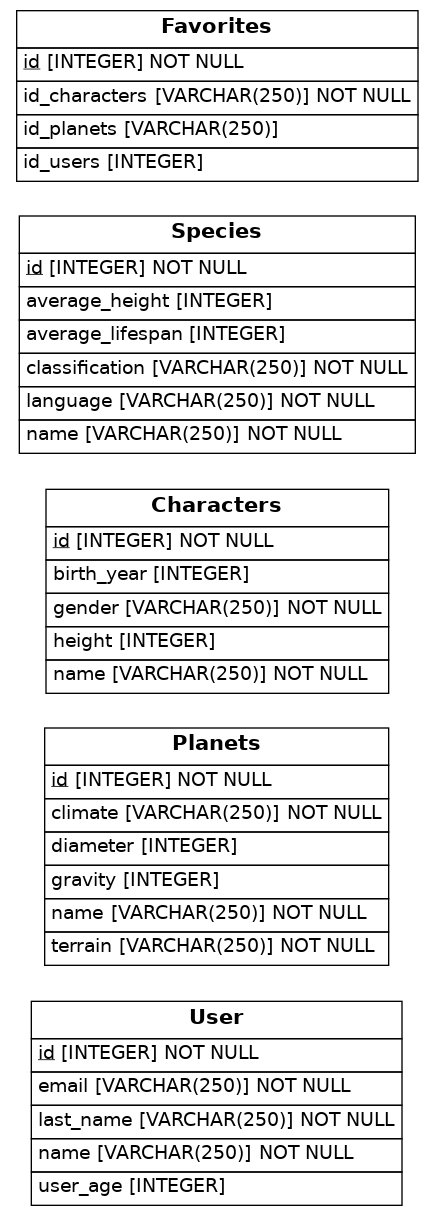 Favorites
id [INTEGER] NOT NULL
id_characters [VARCHAR(250)] NOT NULL
id_planets [VARCHAR(250)]
id_users [INTEGER]
Species
id [INTEGER] NOT NULL
average_height [INTEGER]
average_lifespan [INTEGER]
classification [VARCHAR(250)] NOT NULL
language [VARCHAR(250)] NOT NULL
name [VARCHAR(250)] NOT NULL
Characters
id [INTEGER] NOT NULL
birth_year [INTEGER]
gender [VARCHAR(250)] NOT NULL
height [INTEGER]
name [VARCHAR(250)] NOT NULL
Planets
id [INTEGER] NOT NULL
climate [VARCHAR(250)] NOT NULL
diameter [INTEGER]
gravity [INTEGER]
name [VARCHAR(250)] NOT NULL
terrain [VARCHAR(250)] NOT NULL
User
id [INTEGER] NOT NULL
email [VARCHAR(250)] NOT NULL
last_name [VARCHAR(250)] NOT NULL
name [VARCHAR(250)] NOT NULL
user_age [INTEGER]